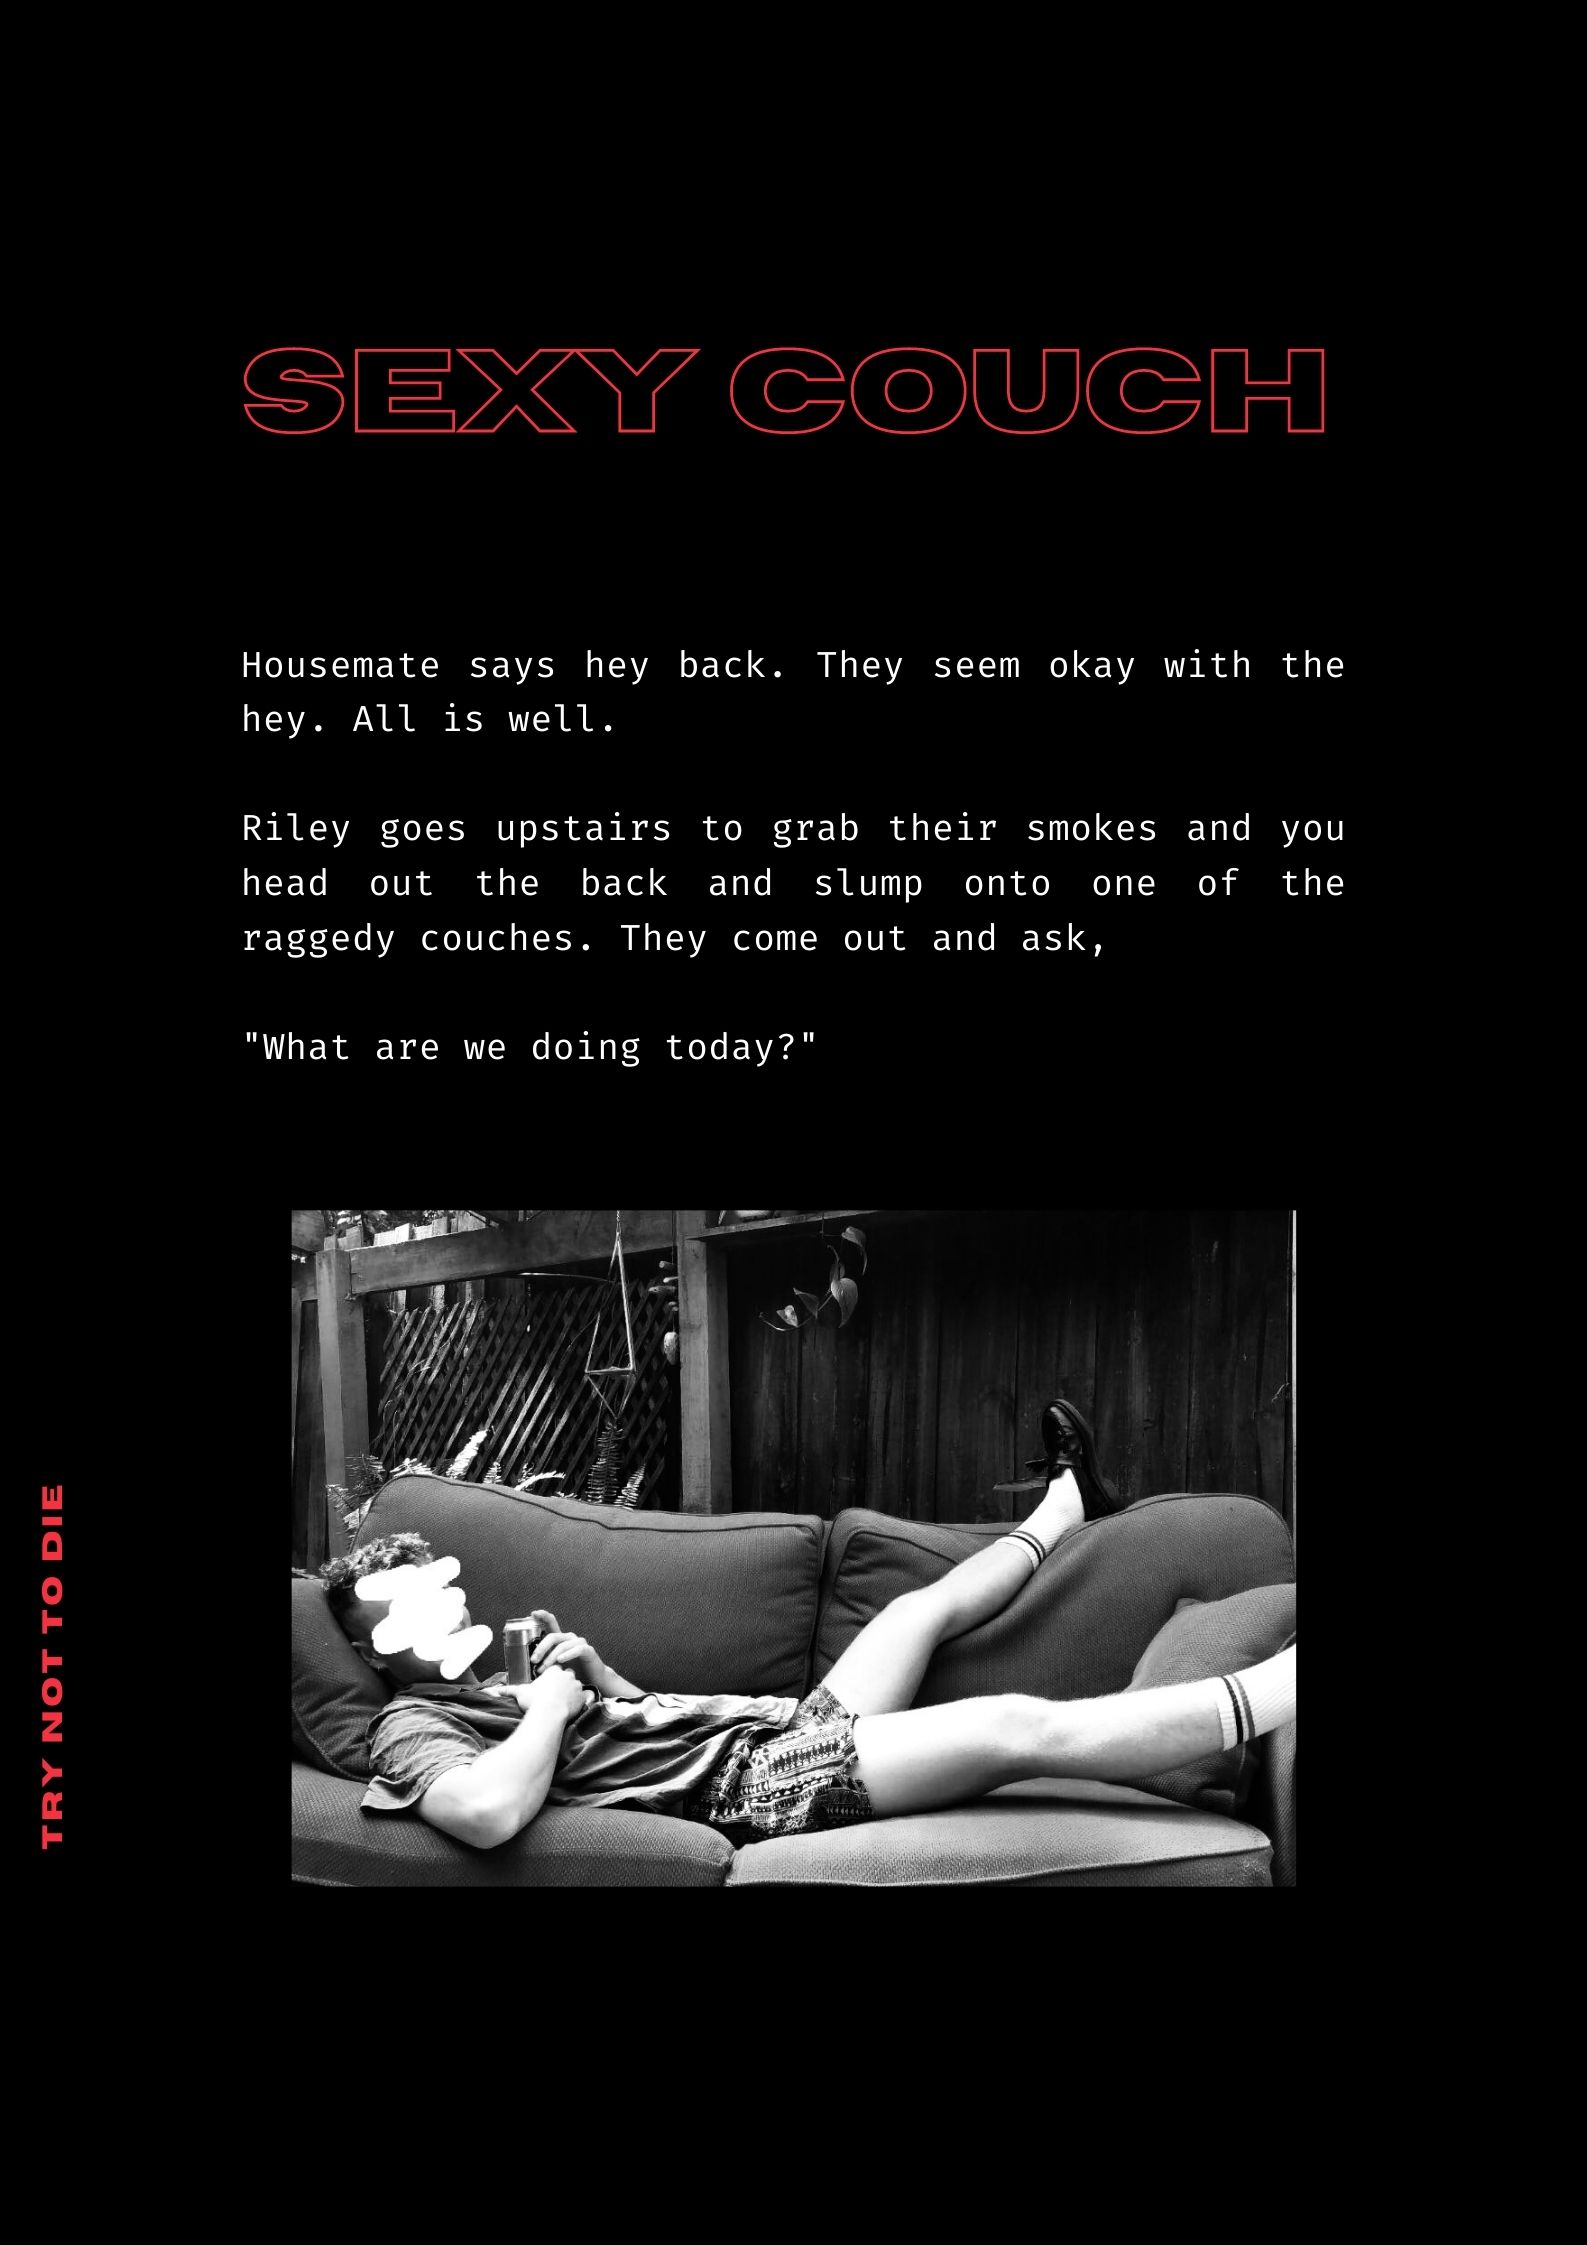 SEXY COUCH
Housemate says hey back. They seem okay with the
hey. All is well.
Riley goes upstairs to grab their smokes and you
head out the back and slump onto one of the
raggedy couches. They come out and ask,
"What are we doing today?"
TRY NOT TO DIE